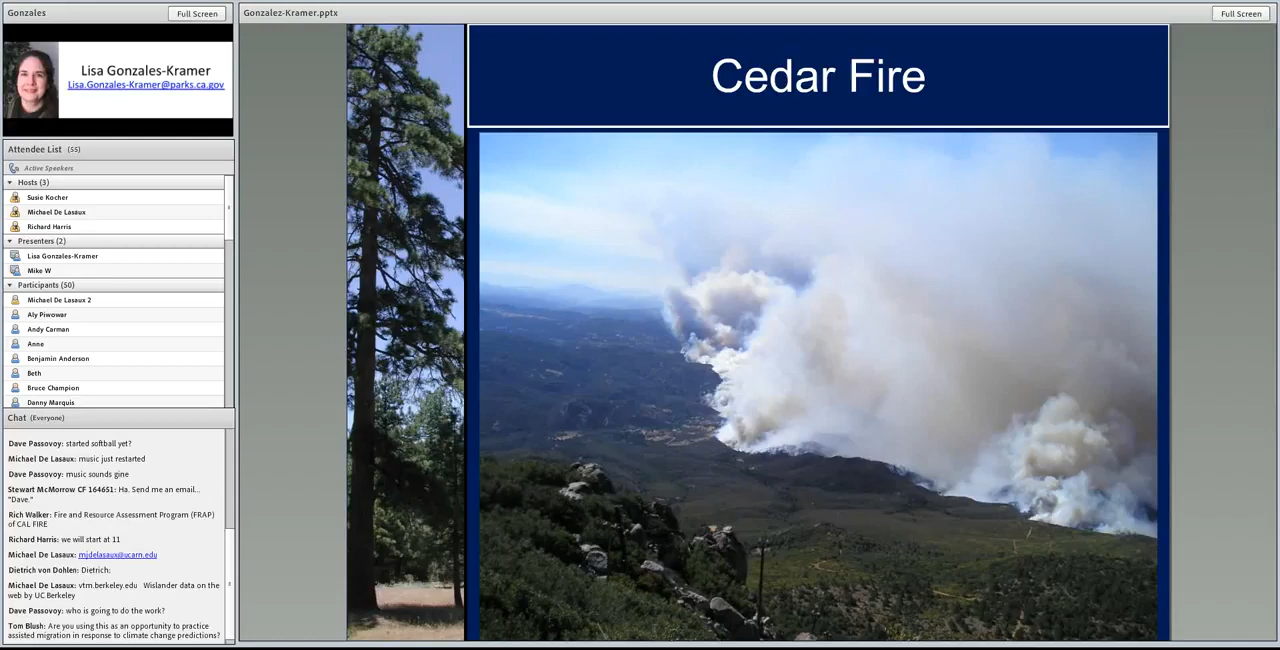 Gonzales
Full Screen
Lisa Gonzales-Kramer
Lisa.Gonzales-Kramer@parks.ca.gov
Attendee List (55)
Active Speakers
Hosts (3)
Susie Kocher
Michael De Lasaux
Richard Harris
Presenters (2)
Lisa Gonzales-Kramer
Mike W
Participants (50)
Michael De Lasaux 2
Aly Piwowar
Andy Carman
Anne
Benjamin Anderson
Beth
Bruce Champion
Danny Marquis
Chat (Everyone)
Dave Passovoy: started softball yet?
Michael De Lasaux: music just restarted
Dave Passovoy: music sounds gine
Stewart McMorrow CF 164651: Ha. Send me an email...
"Dave."
Rich Walker: Fire and Resource Assessment Program (FRAP)
of CAL FIRE
Richard Harris: we will start at 11
Michael De Lasaux: mjdelasaux@ucarn.edu
Dietrich von Dohlen: Dietrich:
Michael De Lasaux: vtm.berkeley.edu Wislander data on the
web by UC Berkeley
Dave Passovoy: who is going to do the work?
Tom Blush: Are you using this as an opportunity to practice
assisted migration in response to climate change predictions?
Gonzalez-Kramer.pptx
Full Screen
Cedar Fire